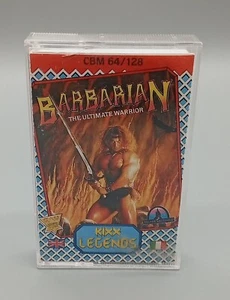 CBM 64/128
BARBARIAN
THE ULTIMATE WARRIOR
KIXX
LEGENDS